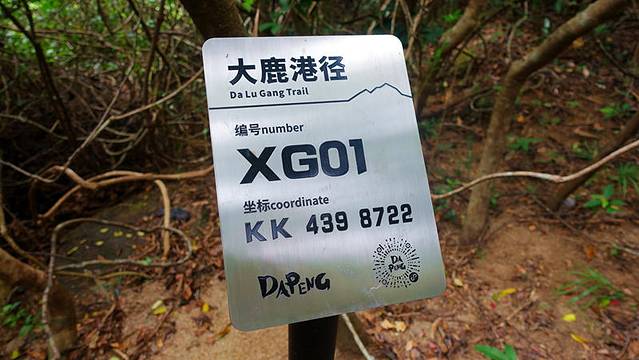 大鹿港径
Da Lu Gang Trail
编号number
XG01
坐标coordinate
KK 439 8722
DAPENG
DA
PENG